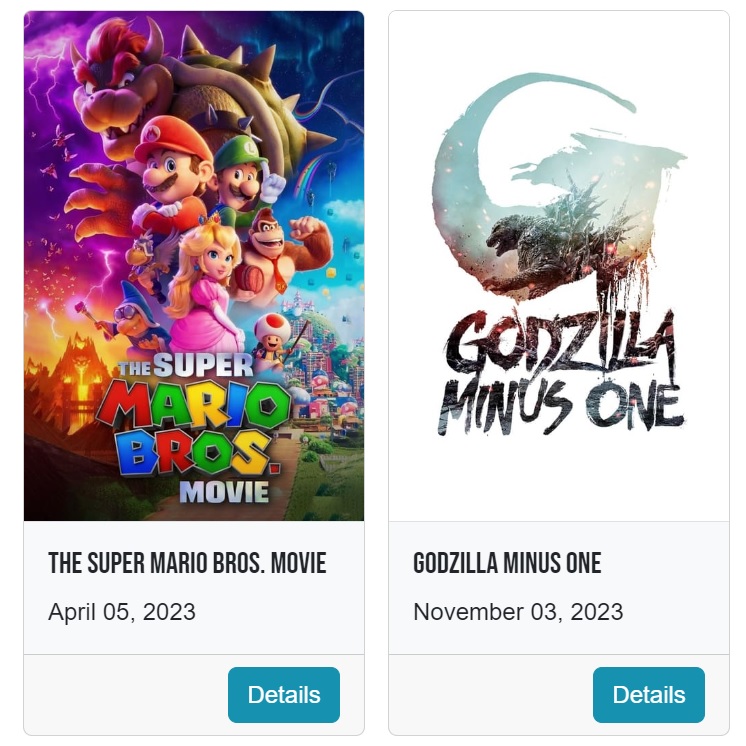 THE SUPER
MARIO
BROS.
MOVIE
THE SUPER MARIO BROS. MOVIE
April 05, 2023
Details
GODZILLA
MINUS ONE
GODZILLA MINUS ONE
November 03, 2023
Details